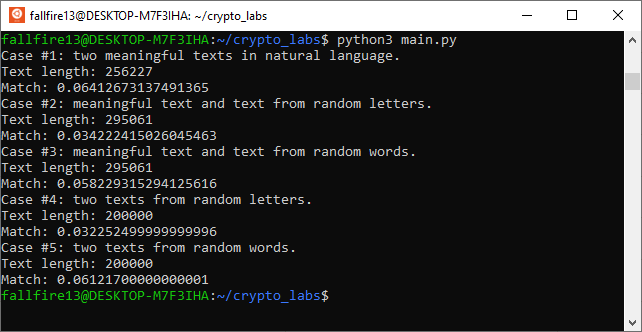 fallfire13@DESKTOP-M7F3IHA: ~/crypto_labs
fallfire13@DESKTOP-M7F3IHA:~/crypto_labs$ python3 main.py
Case #1: two meaningful texts in natural language.
Text length: 256227
Match: 0.06412673137491365
Case #2: meaningful text and text from random letters.
Text length: 295061
Match: 0.034222415026045463
Case #3: meaningful text and text from random words.
Text length: 295061
Match: 0.058229315294125616
Case #4: two texts from random letters.
Text length: 200000
Match: 0.032252499999999996
Case #5: two texts from random words.
Text length: 200000
Match: 0.06121700000000001
fallfire13@DESKTOP-M7F3IHA:~/crypto_labs$